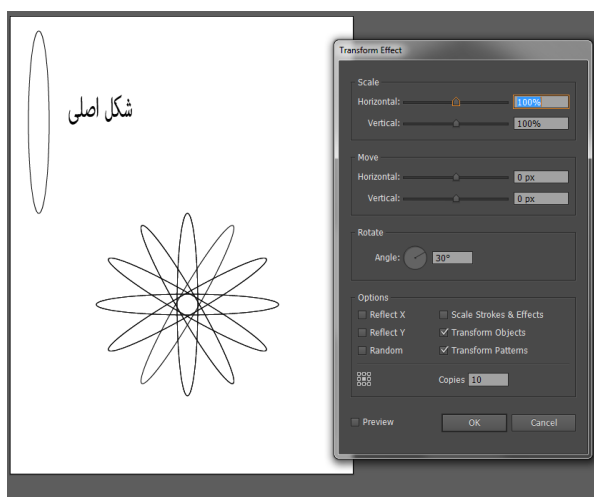 شکل اصلی
Transform Effect
Scale
Horizontal: 100%
Vertical: 100%
Move
Horizontal: 0 px
Vertical: 0 px
Rotate
Angle: 30°
Options
Reflect X
Scale Strokes & Effects
Reflect Y
Transform Objects
Random
Transform Patterns
Copies 10
Preview
OK
Cancel